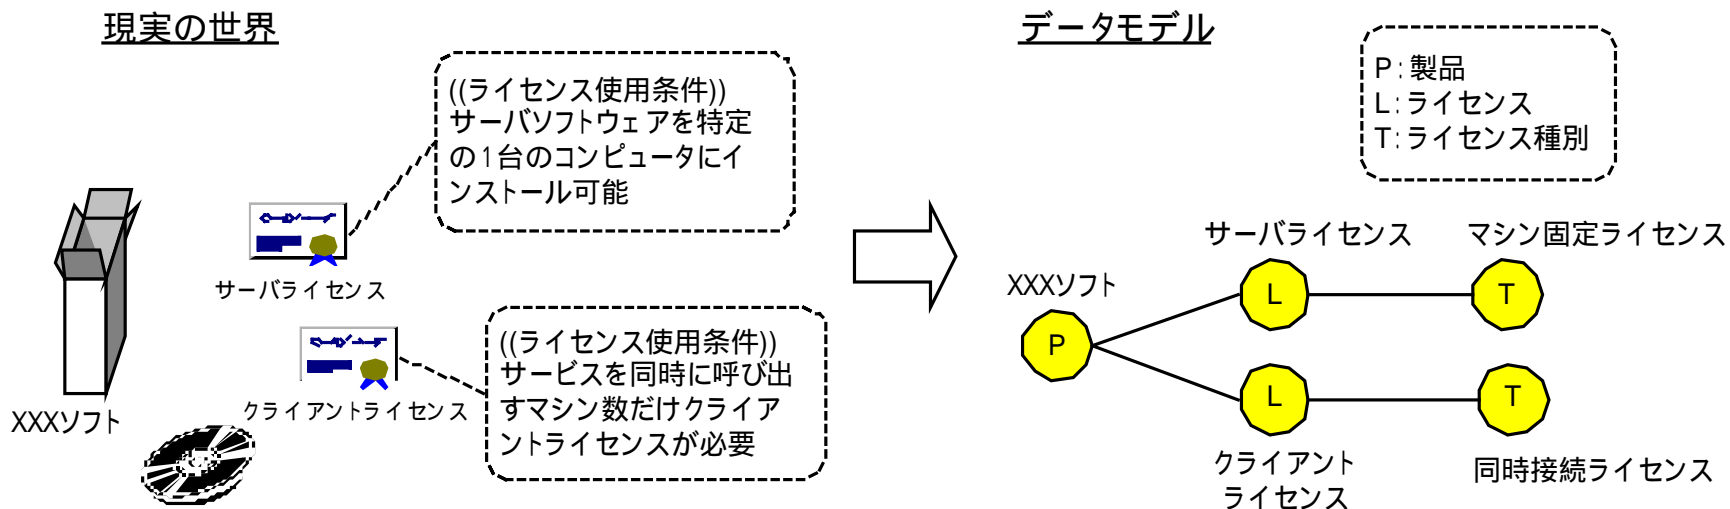 現実の世界
((ライセンス使用条件))
サーバソフトウェアを特定
の1台のコンピュータにイ
ンストール可能
サーバライセンス
((ライセンス使用条件))
サービスを同時に呼び出
すマシン数だけクライア
ントライセンスが必要
クライアントライセンス
XXXソフト
データモデル
P:製品
L:ライセンス
T:ライセンス種別
サーバライセンス
マシン固定ライセンス
XXXソフト
L
T
P
L
T
クライアント
ライセンス
同時接続ライセンス